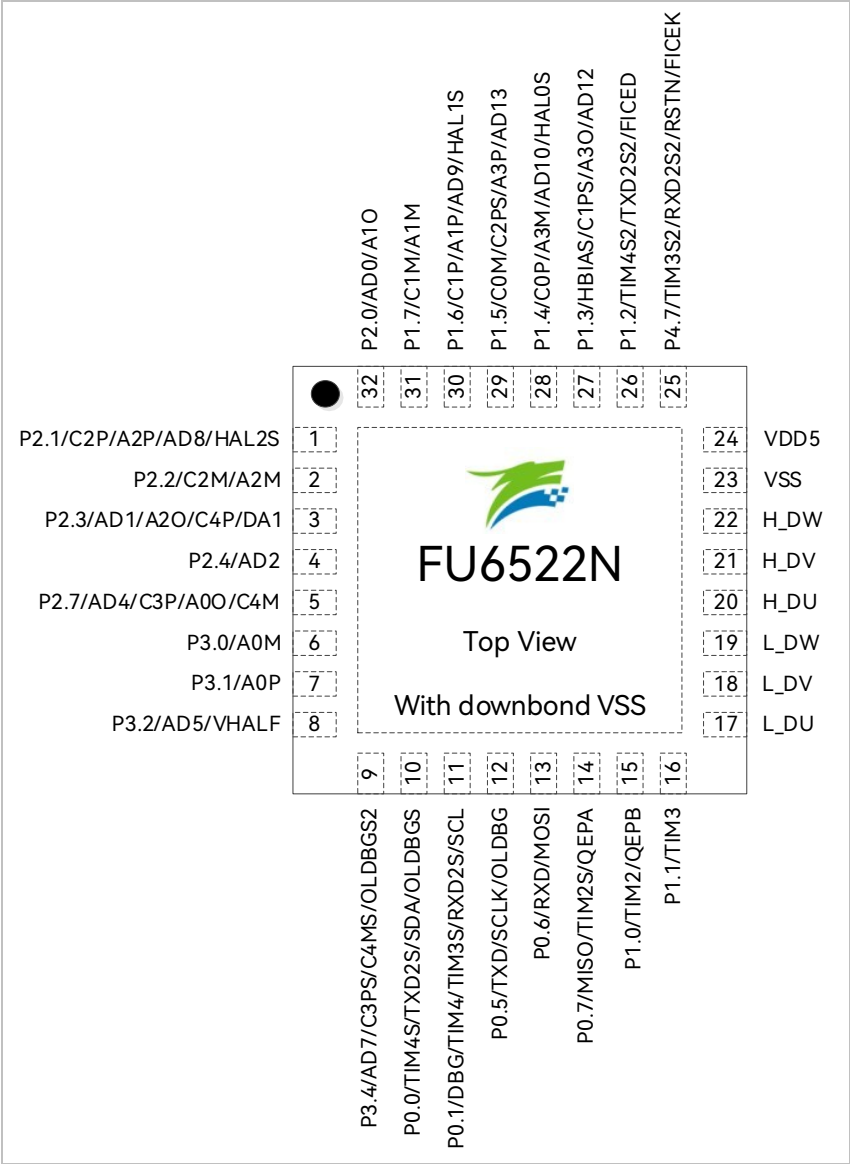 P2.0/AD0/A1O
P1.7/C1M/A1M
P1.6/C1P/A1P/AD9/HAL1S
P1.5/C0M/C2PS/A3P/AD13
P1.4/C0P/A3M/AD10/HAL0S
P1.3/HBIAS/C1PS/A3O/AD12
P1.2/TIM4S2/TXD2S2/FICED
P4.7/TIM3S2/RXD2S2/RSTN/FICEK
32
31
30
29
28
27
26
25
P2.1/C2P/A2P/AD8/HAL2S 1
P2.2/C2M/A2M 2
P2.3/AD1/A2O/C4P/DA1 3
P2.4/AD2 4
P2.7/AD4/C3P/A0O/C4M 5
P3.0/A0M 6
P3.1/A0P 7
P3.2/AD5/VHALF 8
FU6522N
Top View
With downbond VSS
24 VDD5
23 VSS
22 H_DW
21 H_DV
20 H_DU
19 L_DW
18 L_DV
17 L_DU
9
10
11
12
13
14
15
16
P3.4/AD7/C3PS/C4MS/OLDBGS2
P0.0/TIM4S/TXD2S/SDA/OLDBGS
P0.1/DBG/TIM4/TIM3S/RXD2S/SCL
P0.5/TXD/SCLK/OLDBG
P0.6/RXD/MOSI
P0.7/MISO/TIM2S/QEPA
P1.0/TIM2/QEPB
P1.1/TIM3